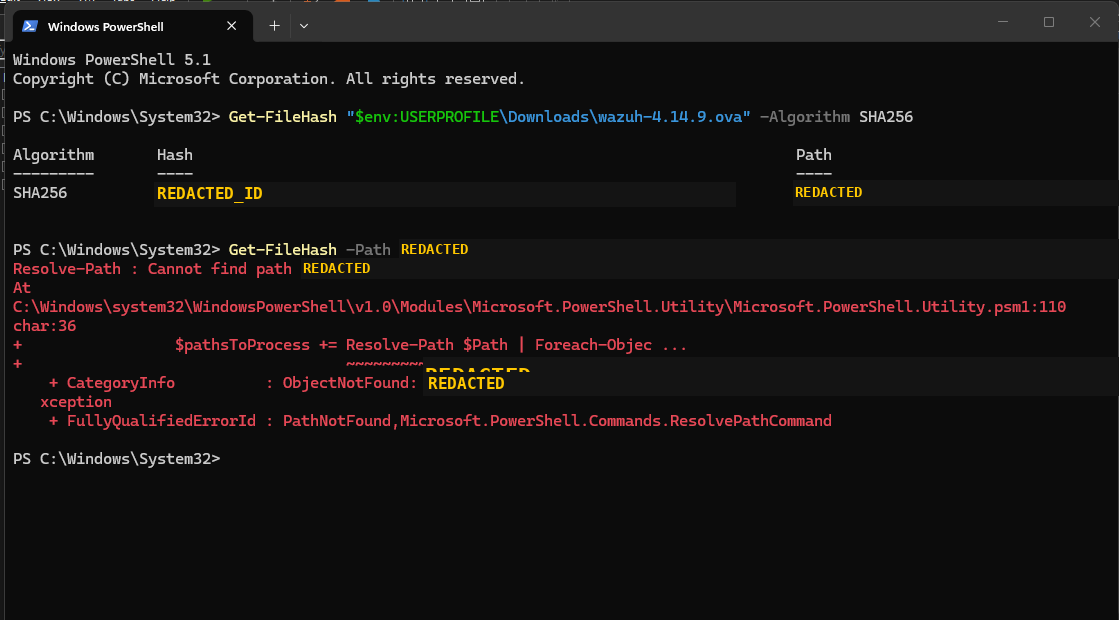 Windows PowerShell
Windows PowerShell 5.1
Copyright (C) Microsoft Corporation. All rights reserved.
PS C:\Windows\System32> Get-FileHash "$env:USERPROFILE\Downloads\wazuh-4.14.9.ova" -Algorithm SHA256
Algorithm Hash Path
--------- ---- ----
SHA256 REDACTED_ID REDACTED
PS C:\Windows\System32> Get-FileHash -Path REDACTED
Resolve-Path : Cannot find path REDACTED
At
C:\Windows\system32\WindowsPowerShell\v1.0\Modules\Microsoft.PowerShell.Utility\Microsoft.PowerShell.Utility.psm1:110
char:36
+ $pathsToProcess += Resolve-Path $Path | Foreach-Objec ...
+ ~~~~~~~~~ REDACTED
+ CategoryInfo : ObjectNotFound: REDACTED
xception
+ FullyQualifiedErrorId : PathNotFound,Microsoft.PowerShell.Commands.ResolvePathCommand
PS C:\Windows\System32>